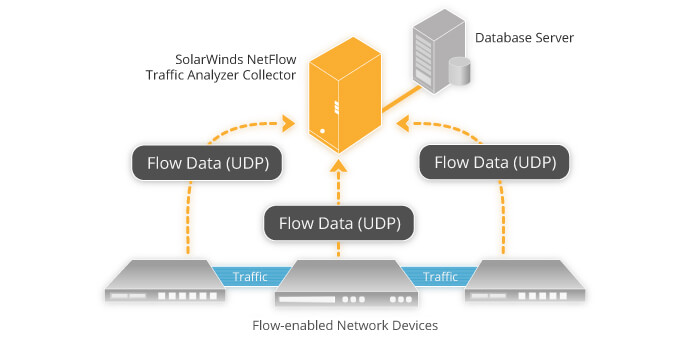 SolarWinds NetFlow
Traffic Analyzer Collector
Database Server
Flow Data (UDP)
Flow Data (UDP)
Flow Data (UDP)
Traffic
Traffic
Flow-enabled Network Devices